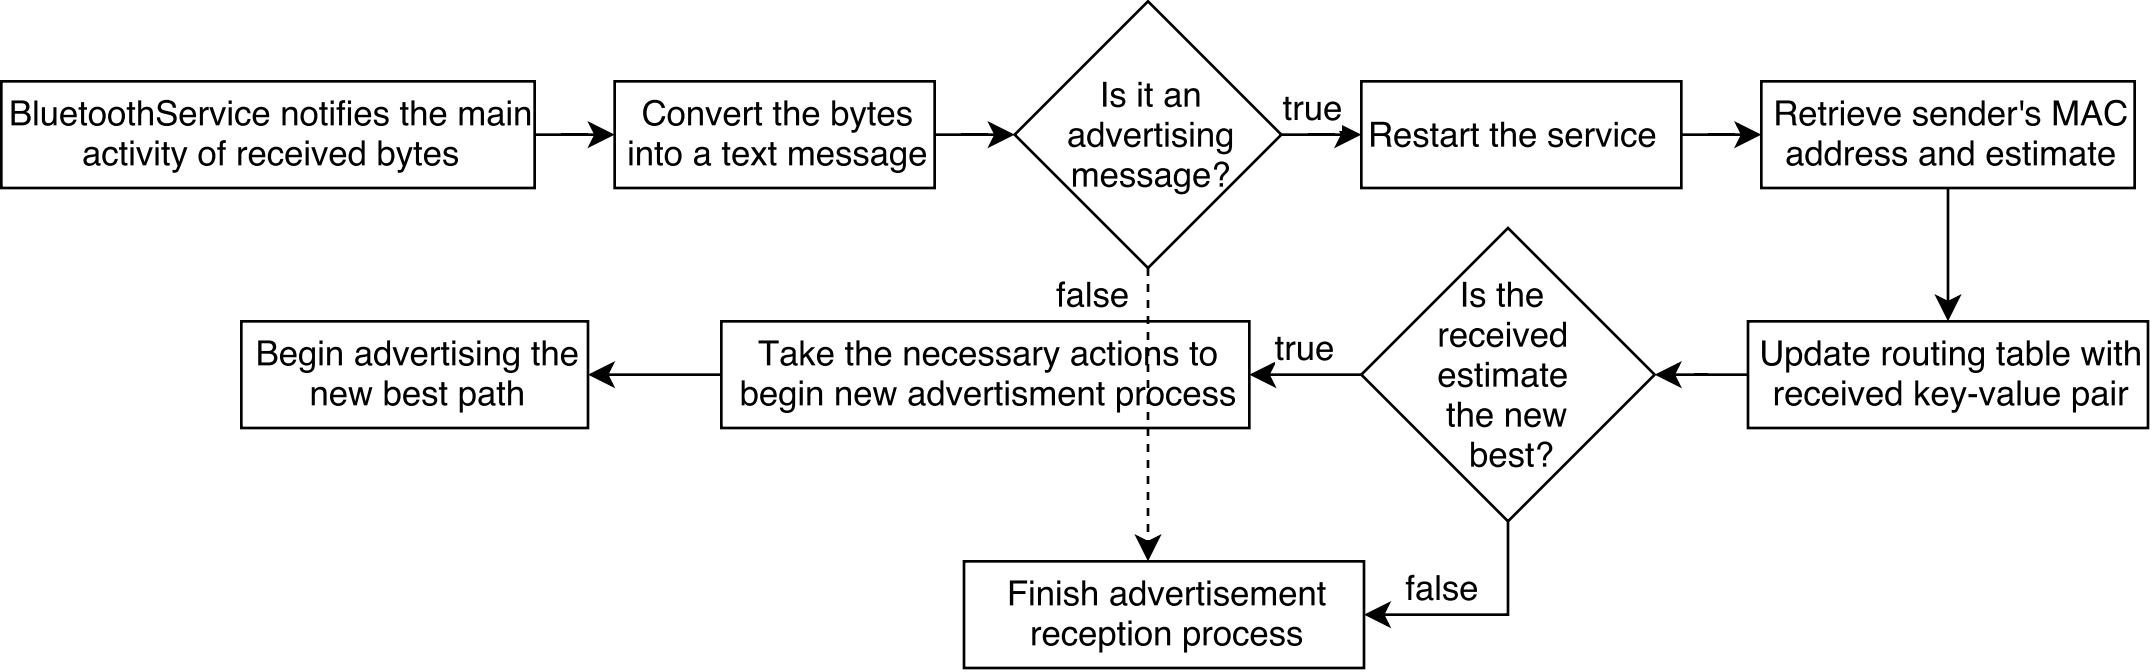 BluetoothService notifies the main
activity of received bytes
Convert the bytes
into a text message
Is it an
advertising
message?
true
Restart the service
Retrieve sender's MAC
address and estimate
false
Begin advertising the
new best path
Take the necessary actions to
begin new advertisment process
true
Is the
received
estimate
the new
best?
Update routing table with
received key-value pair
Finish advertisement
reception process
false